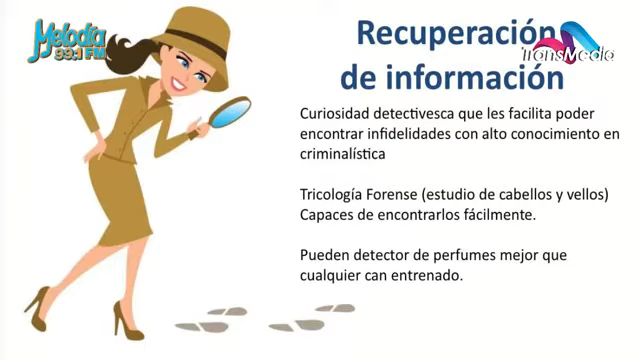 Melodía
99.1 FM
TransMedia
Recuperación
de información
Curiosidad detectivesca que les facilita poder
encontrar infidelidades con alto conocimiento en
criminalística
Tricología Forense (estudio de cabellos y vellos)
Capaces de encontrarlos fácilmente.
Pueden detector de perfumes mejor que
cualquier can entrenado.